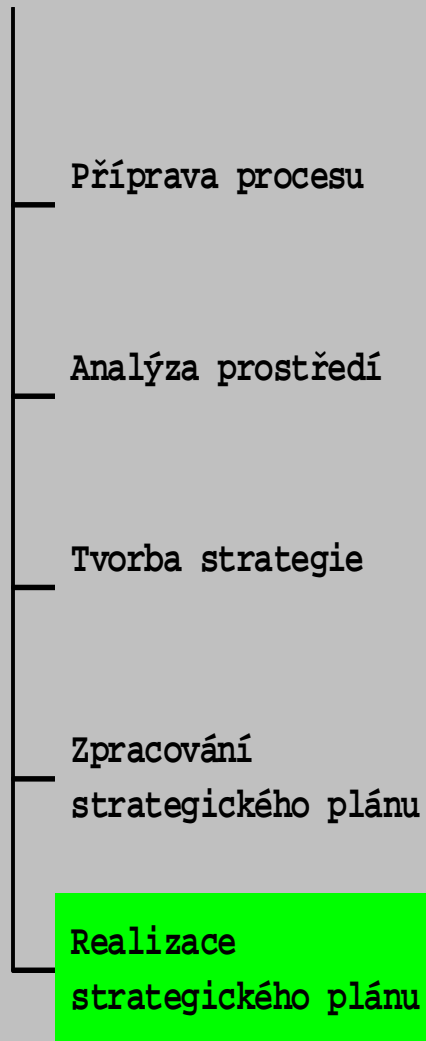 Příprava procesu
Analýza prostředí
Tvorba strategie
Zpracování
strategického plánu
Realizace
strategického plánu